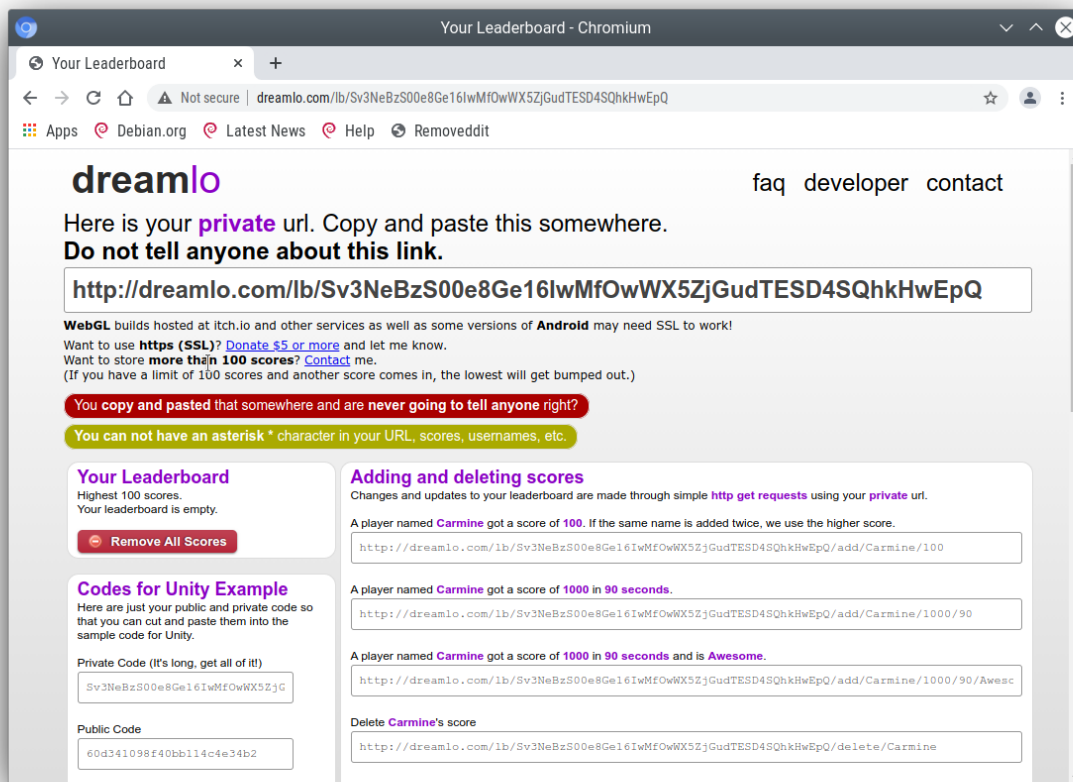 Your Leaderboard - Chromium
Your Leaderboard
Not secure | dreamlo.com/lb/Sv3NeBzS00e8Ge16IwMfOwWX5ZjGudTESD4SQhkHwEpQ
Apps Debian.org Latest News Help Removeddit
dreamlo
faq developer contact
Here is your private url. Copy and paste this somewhere.
Do not tell anyone about this link.
http://dreamlo.com/lb/Sv3NeBzS00e8Ge16IwMfOwWX5ZjGudTESD4SQhkHwEpQ
WebGL builds hosted at itch.io and other services as well as some versions of Android may need SSL to work!
Want to use https (SSL)? Donate $5 or more and let me know.
Want to store more than 100 scores? Contact me.
(If you have a limit of 100 scores and another score comes in, the lowest will get bumped out.)
You copy and pasted that somewhere and are never going to tell anyone right?
You can not have an asterisk * character in your URL, scores, usernames, etc.
Your Leaderboard
Highest 100 scores.
Your leaderboard is empty.
Remove All Scores
Codes for Unity Example
Here are just your public and private code so
that you can cut and paste them into the
sample code for Unity.
Private Code (It's long, get all of it!)
Sv3NeBzS00e8Ge16IwMfOwWX5ZjG
Public Code
60d341098f40bb114c4e34b2
Adding and deleting scores
Changes and updates to your leaderboard are made through simple http get requests using your private url.
A player named Carmine got a score of 100. If the same name is added twice, we use the higher score.
http://dreamlo.com/lb/Sv3NeBzS00e8Ge16IwMfOwWX5ZjGudTESD4SQhkHwEpQ/add/Carmine/100
A player named Carmine got a score of 1000 in 90 seconds.
http://dreamlo.com/lb/Sv3NeBzS00e8Ge16IwMfOwWX5ZjGudTESD4SQhkHwEpQ/add/Carmine/1000/90
A player named Carmine got a score of 1000 in 90 seconds and is Awesome.
http://dreamlo.com/lb/Sv3NeBzS00e8Ge16IwMfOwWX5ZjGudTESD4SQhkHwEpQ/add/Carmine/1000/90/Awesc
Delete Carmine's score
http://dreamlo.com/lb/Sv3NeBzS00e8Ge16IwMfOwWX5ZjGudTESD4SQhkHwEpQ/delete/Carmine